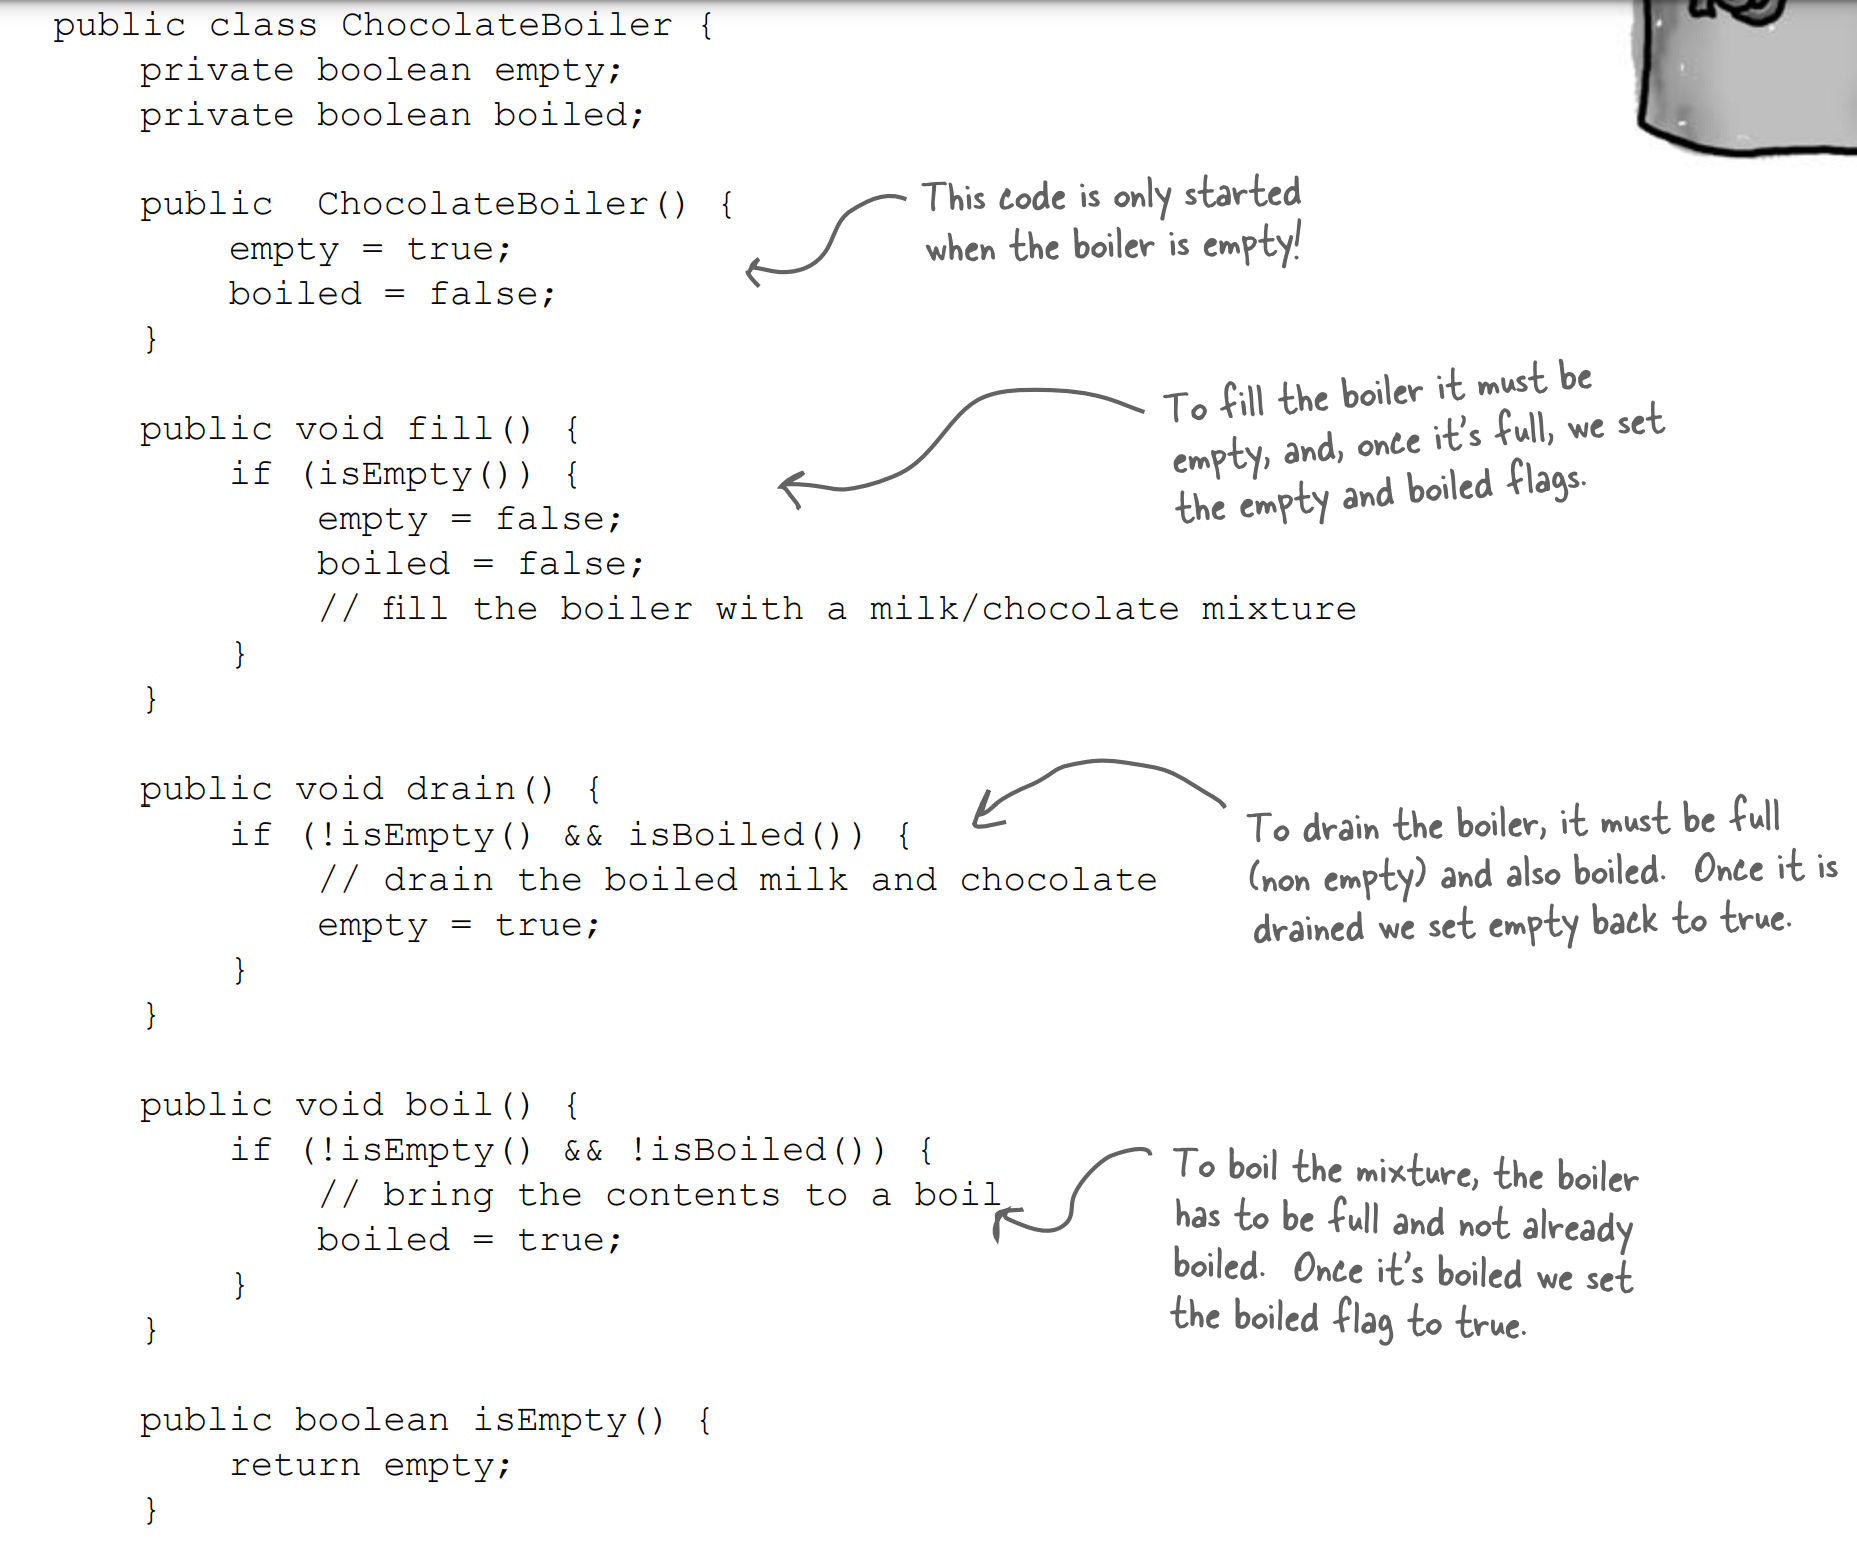 public class ChocolateBoiler {
private boolean empty;
private boolean boiled;
public  ChocolateBoiler() {
empty = true;
boiled = false;
}
This code is only started
when the boiler is empty!
public void fill() {
if (isEmpty()) {
empty = false;
boiled = false;
// fill the boiler with a milk/chocolate mixture
}
}
To fill the boiler it must be
empty, and, once it's full, we set
the empty and boiled flags.
public void drain() {
if (!isEmpty() && isBoiled()) {
// drain the boiled milk and chocolate
empty = true;
}
}
To drain the boiler, it must be full
(non empty) and also boiled. Once it is
drained we set empty back to true.
public void boil() {
if (!isEmpty() && !isBoiled()) {
// bring the contents to a boil
boiled = true;
}
}
To boil the mixture, the boiler
has to be full and not already
boiled. Once it's boiled we set
the boiled flag to true.
public boolean isEmpty() {
return empty;
}